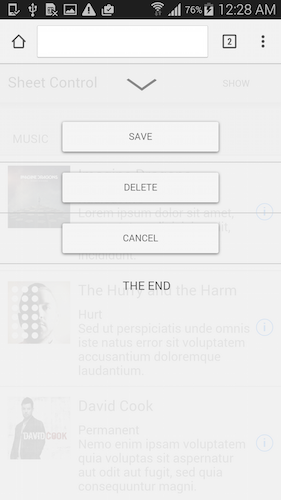 76% 12:28 AM
2
Sheet Control SHOW
MUSIC
SAVE
DELETE
Lorem ipsum dolor sit amet,
CANCEL
incididunt.
THE END
The Hurry and the Harm
Hurt
Sed ut perspiciatis unde omnis
iste natus error sit voluptatem
accusantium doloremque
laudantium.
David Cook
Permanent
Nemo enim ipsam voluptatem
quia voluptas sit aspernatur
aut odit aut fugit, sed quia
consequuntur magni.
DAVID COOK